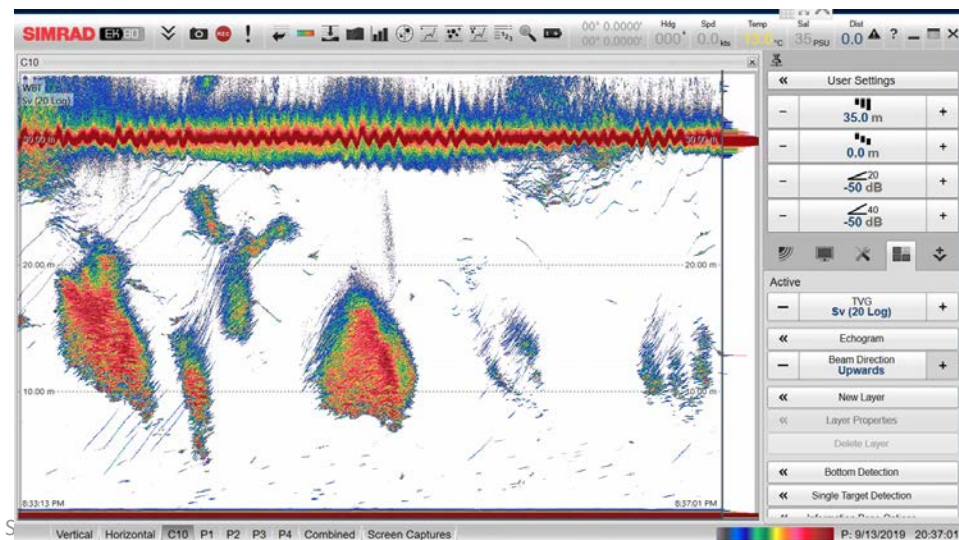 SIMRAD EK80
00° 0.0000'
00° 0.0000'
Hdg
000°
Spd
0.0 kts
Temp
°C
Sal
35 PSU
Dist
0.0
?
C10
WBT
Sv (20 Log)
30.00 m
30.00 m
20.00 m
20.00 m
10.00 m
10.00 m
8:33:13 PM
8:37:01 PM
User Settings
35.0 m
0.0 m
20
-50 dB
40
-50 dB
Active
TVG
Sv (20 Log)
Echogram
Beam Direction
Upwards
New Layer
Layer Properties
Delete Layer
Bottom Detection
Single Target Detection
S
Vertical Horizontal C10 P1 P2 P3 P4 Combined Screen Captures
P: 9/13/2019 20:37:01